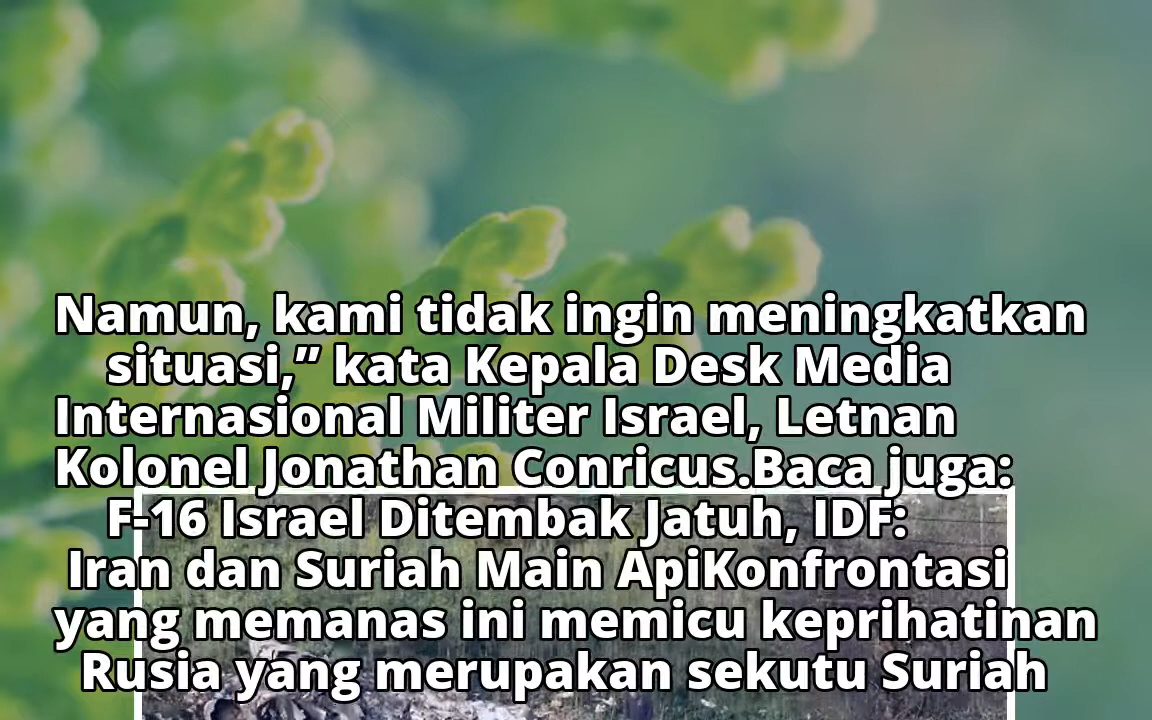 Namun, kami tidak ingin meningkatkan
situasi,” kata Kepala Desk Media
Internasional Militer Israel, Letnan
Kolonel Jonathan Conricus.Baca juga:
F-16 Israel Ditembak Jatuh, IDF:
Iran dan Suriah Main ApiKonfrontasi
yang memanas ini memicu keprihatinan
Rusia yang merupakan sekutu Suriah